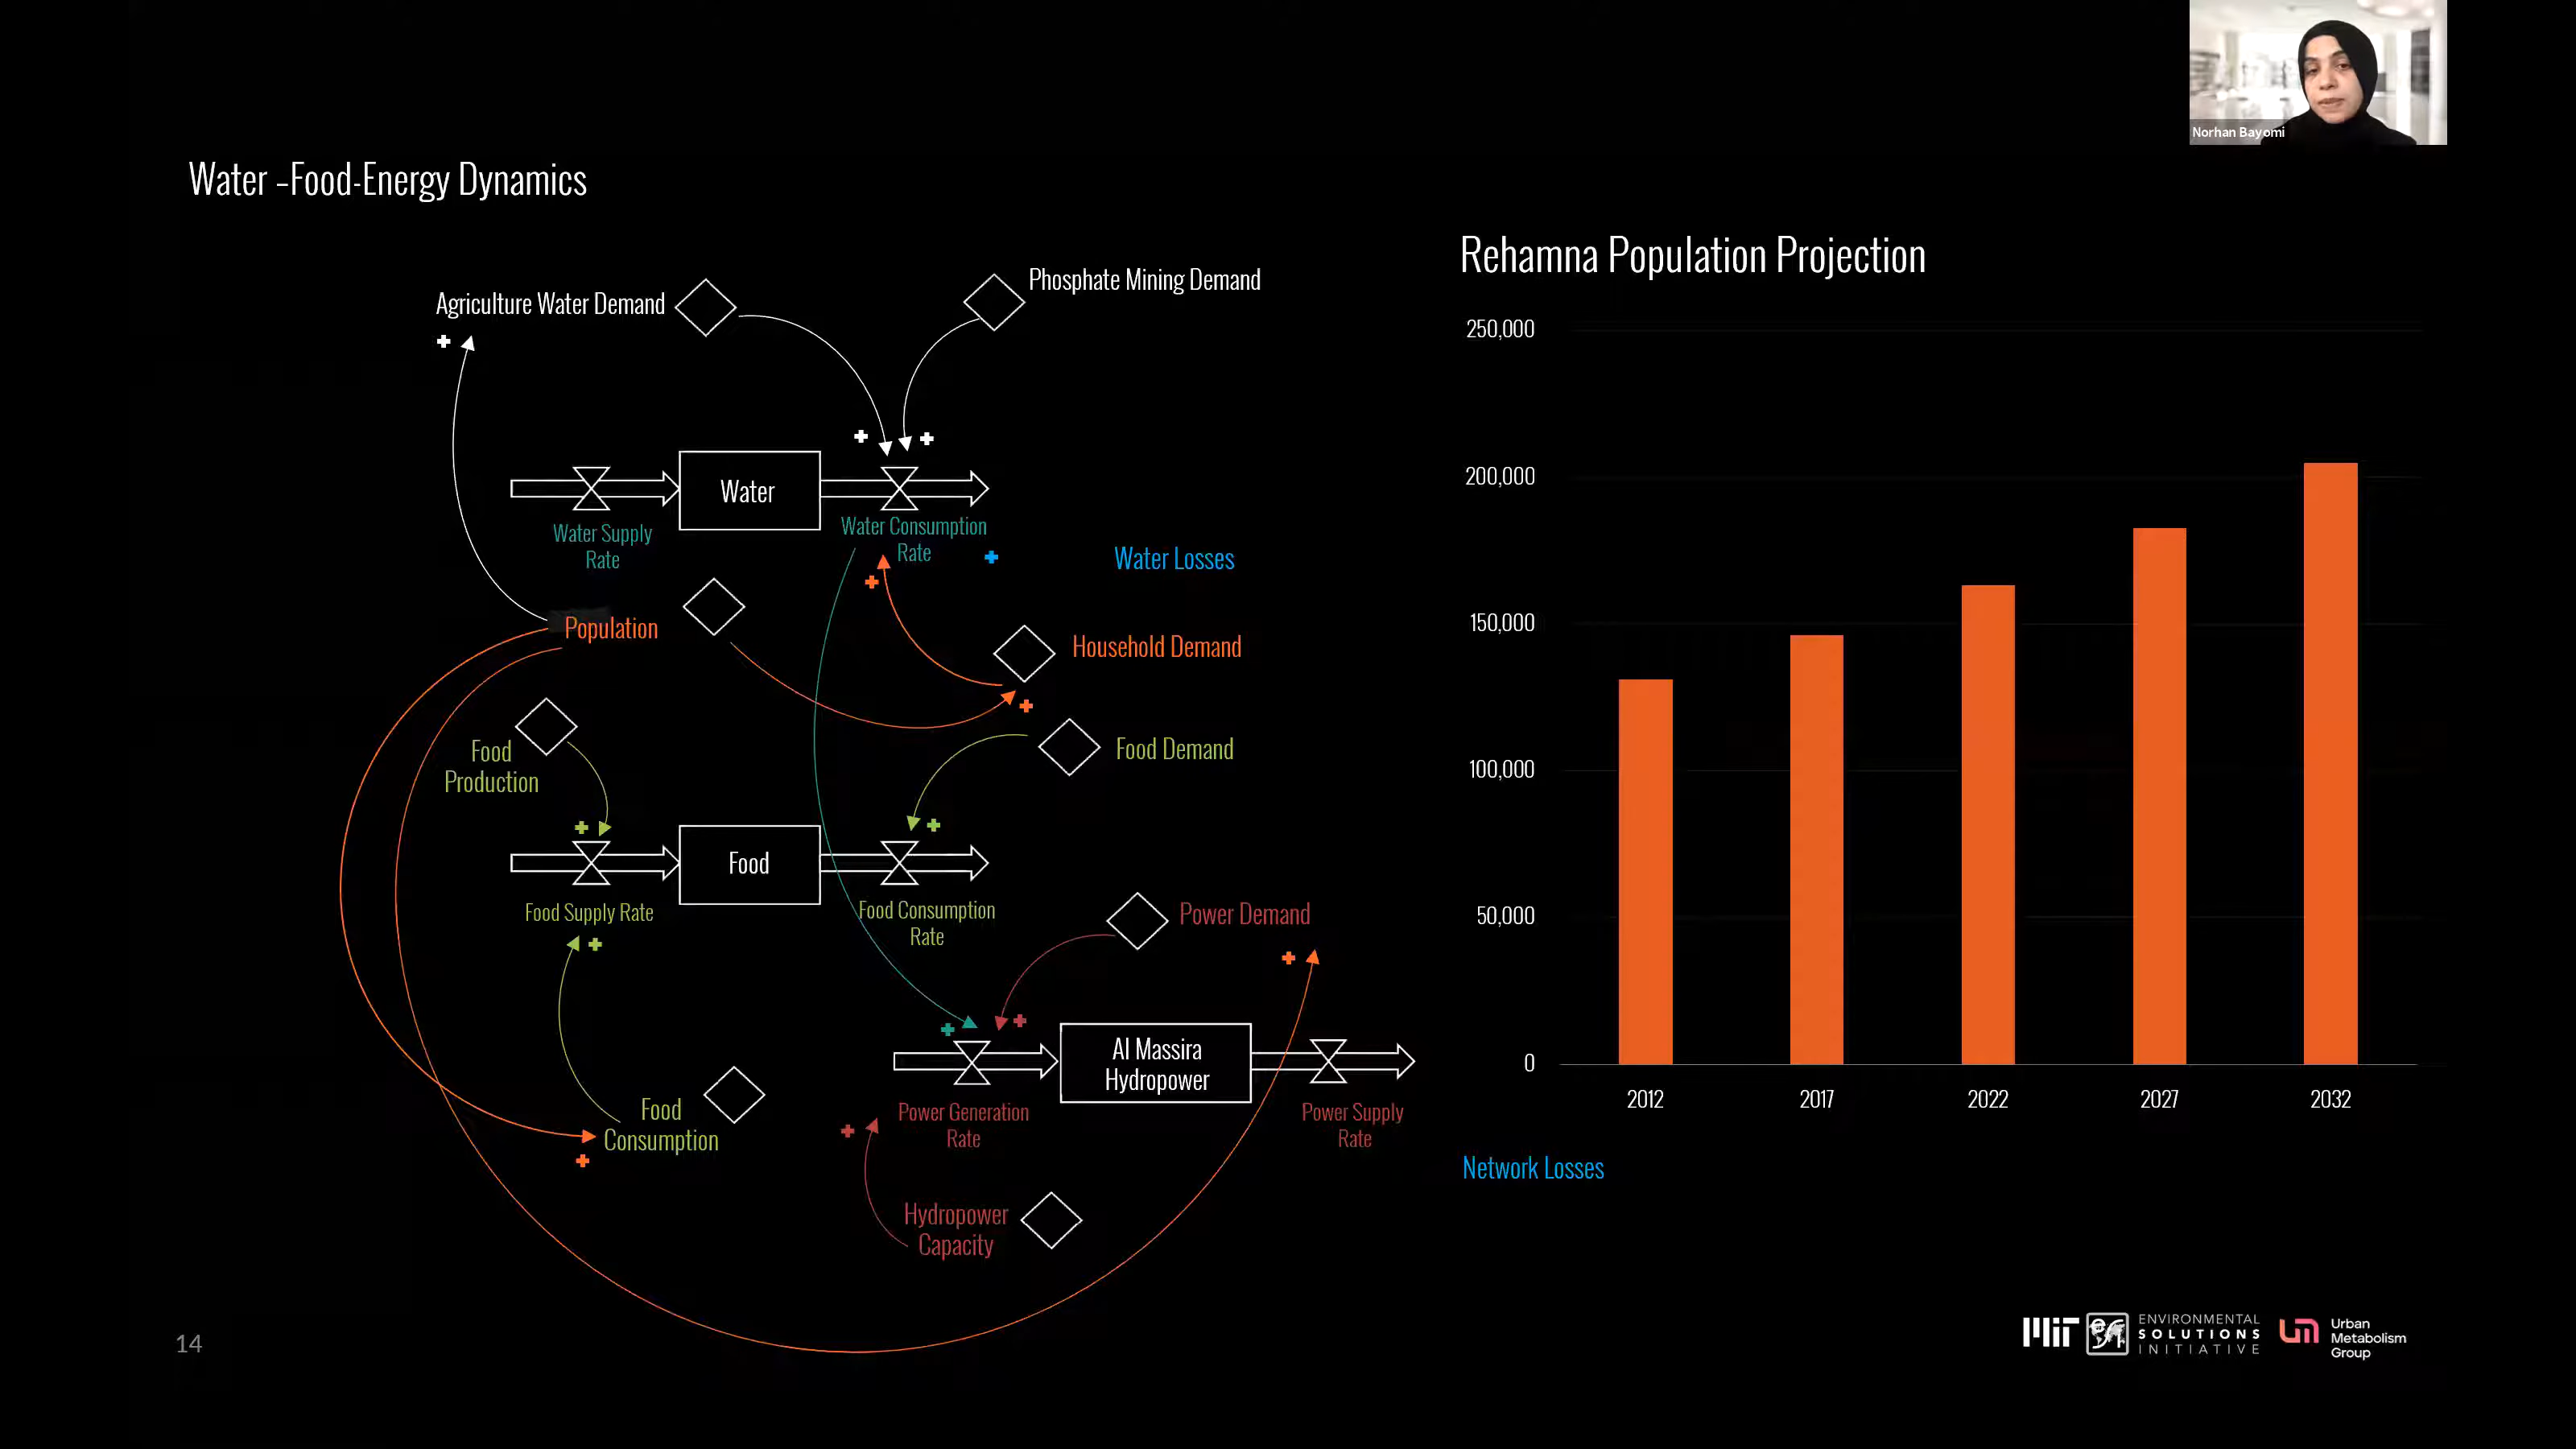 Norhan Bayomi
Water –Food-Energy Dynamics
Agriculture Water Demand
Phosphate Mining Demand
Water
Water Supply
Rate
Water Consumption
Rate
Water Losses
Population
Household Demand
Food
Production
Food Demand
Food
Food Supply Rate
Food Consumption
Rate
Power Demand
Al Massira
Hydropower
Power Generation
Rate
Power Supply
Rate
Food
Consumption
Hydropower
Capacity
Network Losses
Rehamna Population Projection
250,000
200,000
150,000
100,000
50,000
0
2012 2017 2022 2027 2032
14
MIT
ENVIRONMENTAL
SOLUTIONS
INITIATIVE
Urban
Metabolism
Group